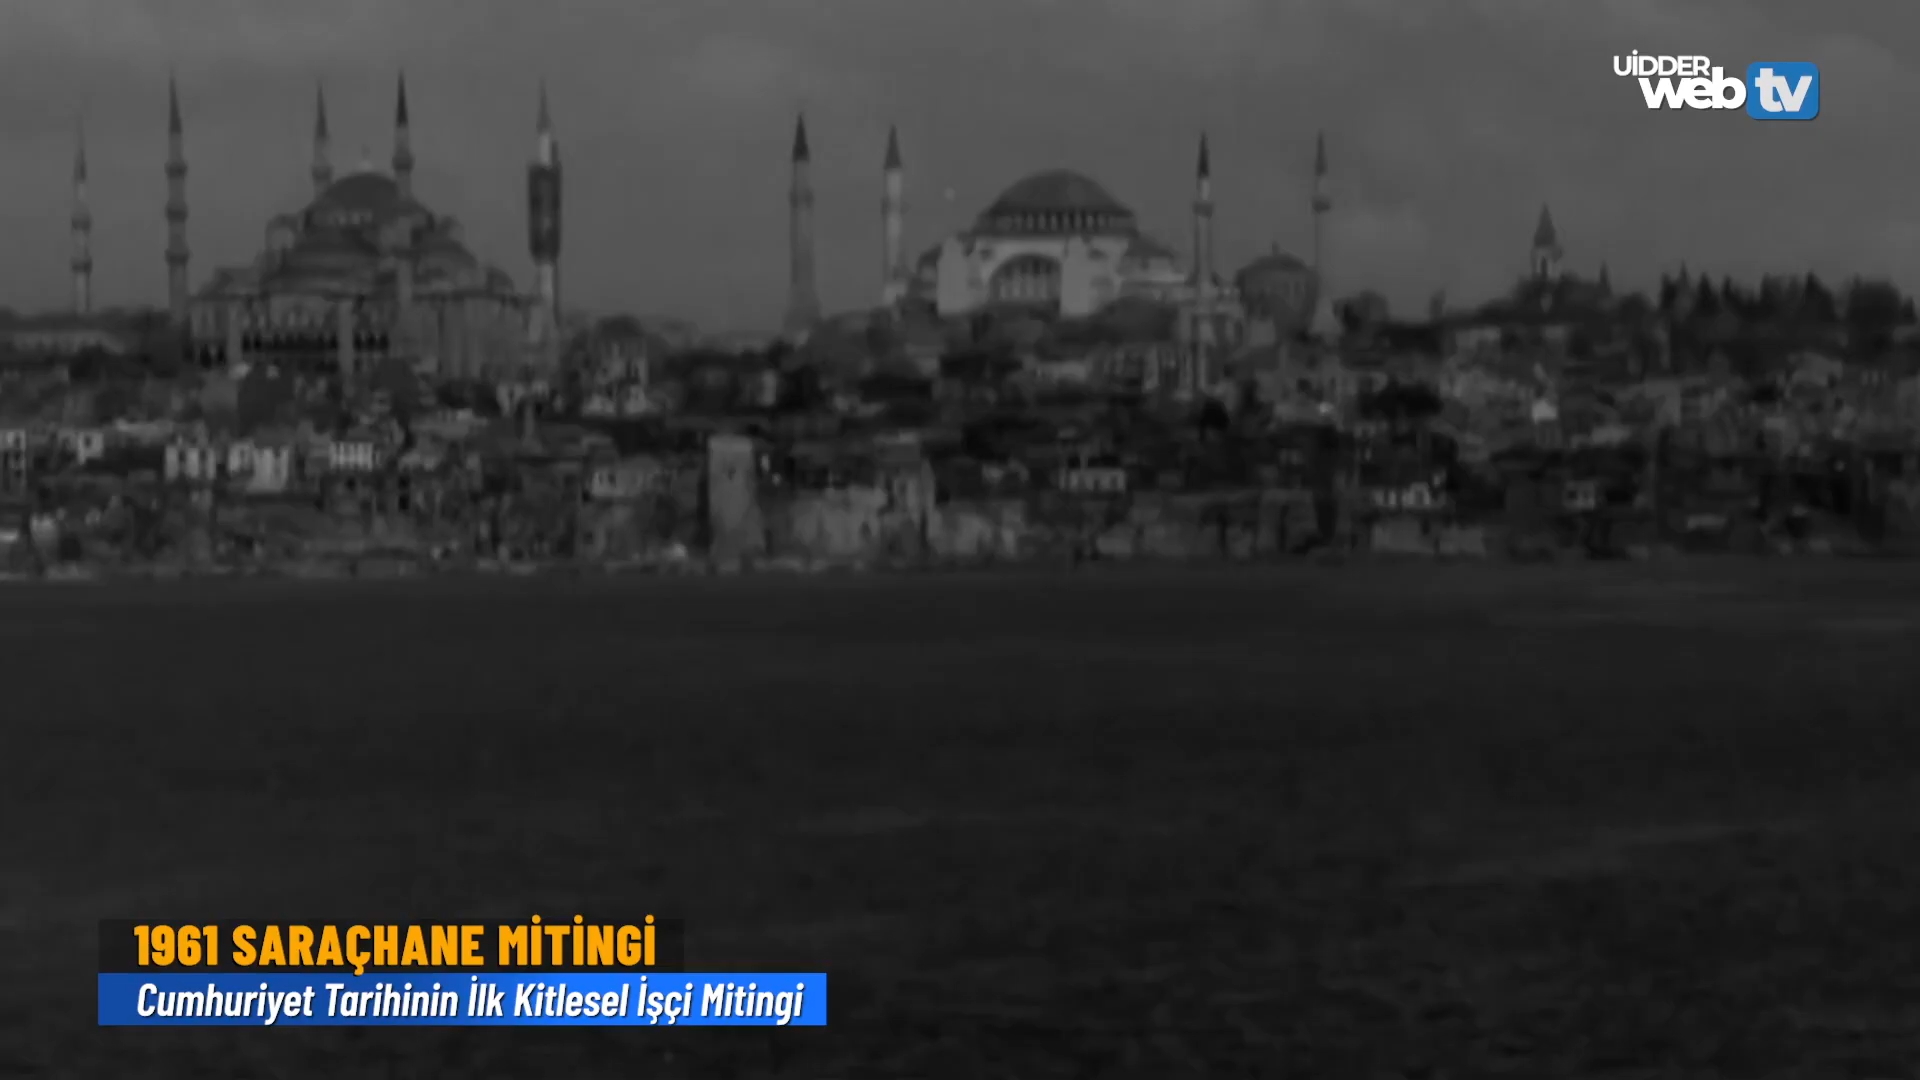 UİDDER
web tv
1961 SARAÇHANE MİTİNGİ
Cumhuriyet Tarihinin İlk Kitlesel İşçi Mitingi